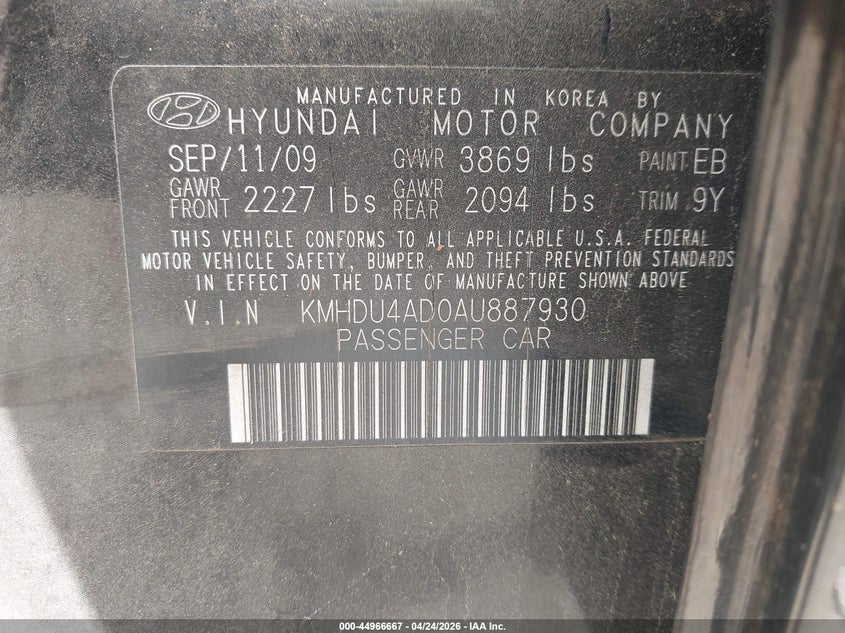 MANUFACTURED IN KOREA BY
HYUNDAI MOTOR COMPANY
SEP/11/09 GVWR 3869 lbs PAINT EB
GAWR FRONT 2227 lbs GAWR REAR 2094 lbs TRIM 9Y
THIS VEHICLE CONFORMS TO ALL APPLICABLE U.S.A. FEDERAL
MOTOR VEHICLE SAFETY, BUMPER, AND THEFT PREVENTION STANDARDS
IN EFFECT ON THE DATE OF MANUFACTURE SHOWN ABOVE
V.I.N KMHDU4AD0AU887930
PASSENGER CAR
000-44966667 - 04/24/2026 - IAA Inc.